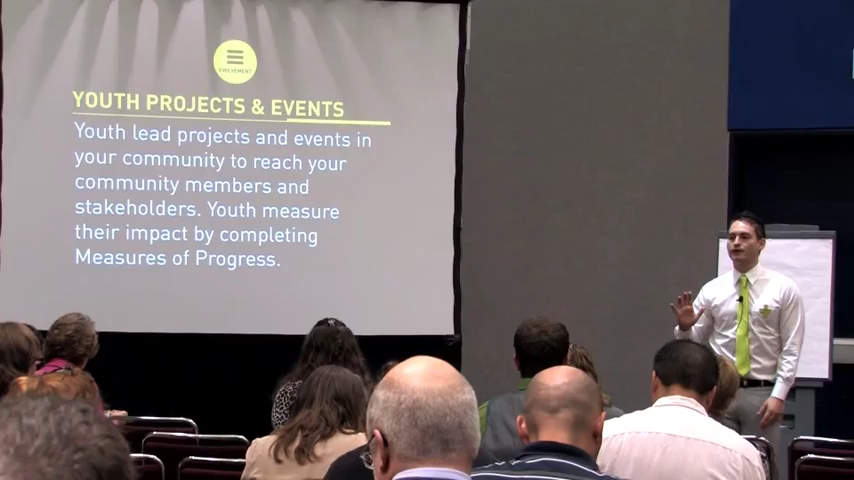 EVOLVEMENT
YOUTH PROJECTS & EVENTS
Youth lead projects and events in
your community to reach your
community members and
stakeholders. Youth measure
their impact by completing
Measures of Progress.